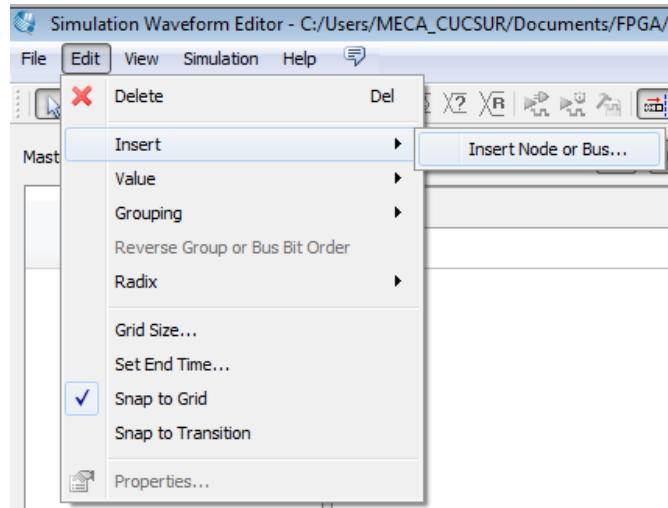 Simulation Waveform Editor - C:/Users/MECA_CUCSUR/Documents/FPGA/
File Edit View Simulation Help
Delete Del
Insert
Insert Node or Bus...
Mast
Value
Grouping
Reverse Group or Bus Bit Order
Radix
Grid Size...
Set End Time...
Snap to Grid
Snap to Transition
Properties...